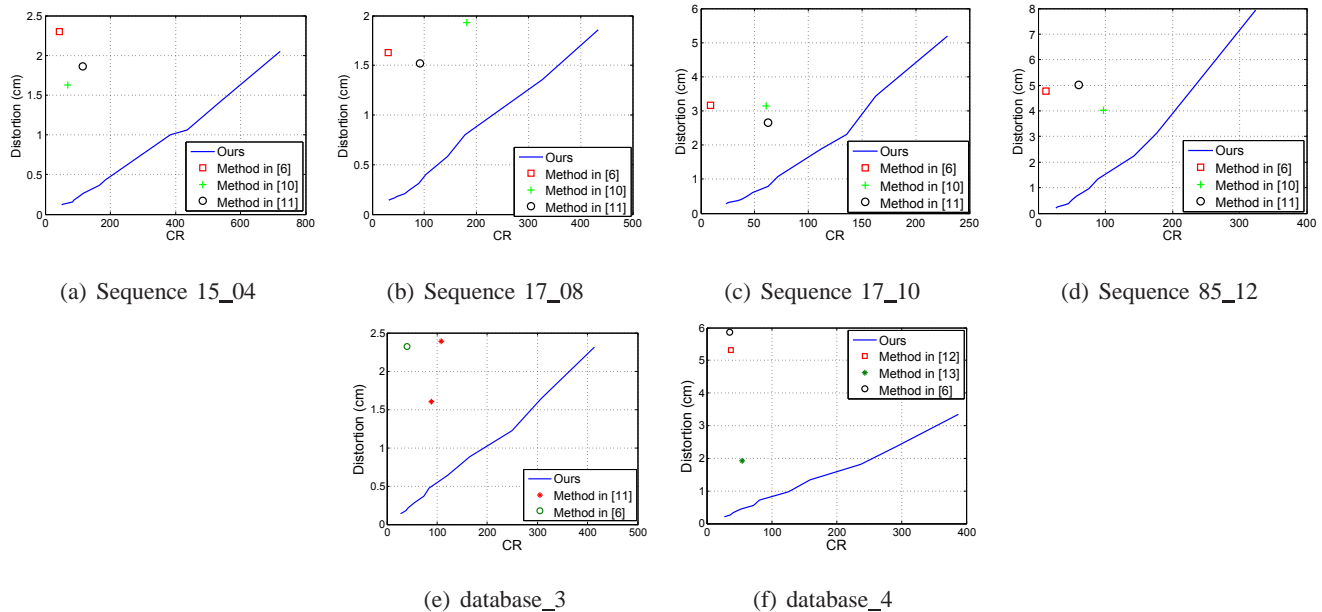 Distortion (cm)
2.5
2
1.5
1
0.5
0
0 200 400 600 800
CR
Ours
Method in [6]
Method in [10]
Method in [11]
(a) Sequence 15_04
Distortion (cm)
2
1.5
1
0.5
0
0 100 200 300 400 500
CR
Ours
Method in [6]
Method in [10]
Method in [11]
(b) Sequence 17_08
Distortion (cm)
6
5
4
3
2
1
0
0 50 100 150 200 250
CR
Ours
Method in [6]
Method in [10]
Method in [11]
(c) Sequence 17_10
Distortion (cm)
8
7
6
5
4
3
2
1
0
0 100 200 300 400
CR
Ours
Method in [6]
Method in [10]
Method in [11]
(d) Sequence 85_12
Distortion (cm)
2.5
2
1.5
1
0.5
0
0 100 200 300 400 500
CR
Ours
Method in [11]
Method in [6]
(e) database_3
Distortion (cm)
6
5
4
3
2
1
0
0 100 200 300 400
CR
Ours
Method in [12]
Method in [13]
Method in [6]
(f) database_4